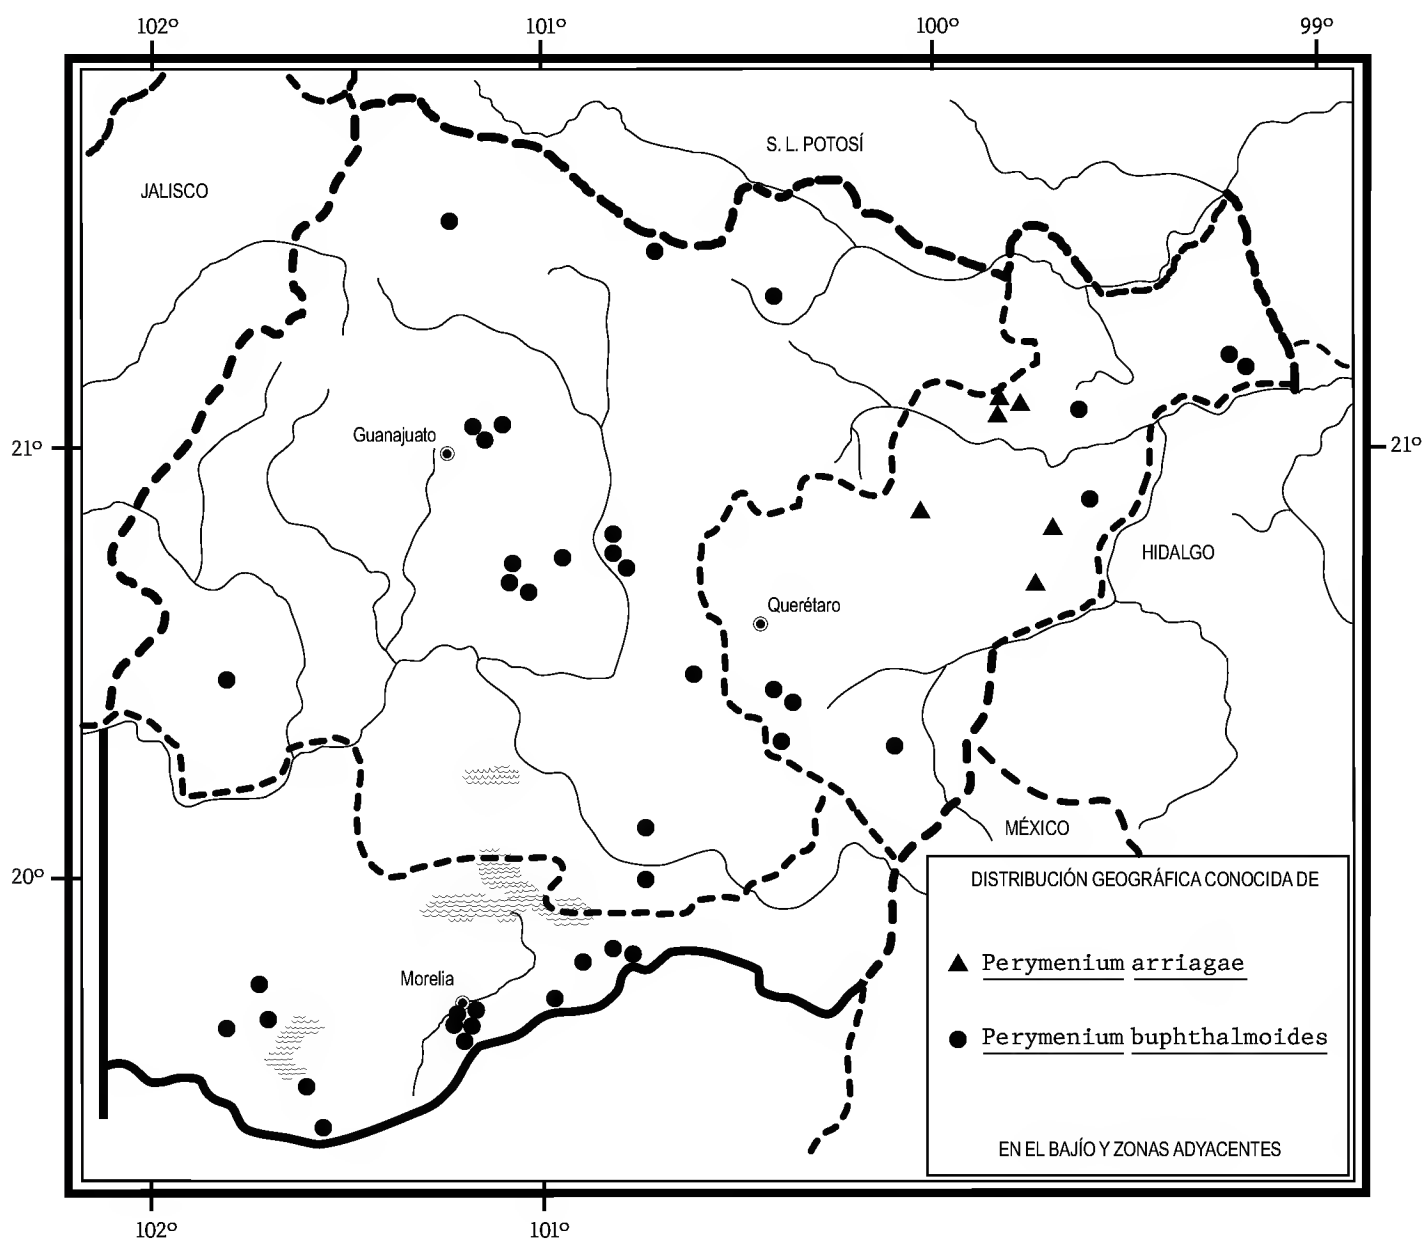 102º 101º 100º 99º
S. L. POTOSÍ
JALISCO
Guanajuato
21º 21º
HIDALGO
Querétaro
MÉXICO
20º
DISTRIBUCIÓN GEOGRÁFICA CONOCIDA DE
Perymenium arriagae
Morelia
Perymenium buphthalmoides
EN EL BAJÍO Y ZONAS ADYACENTES
102º 101º